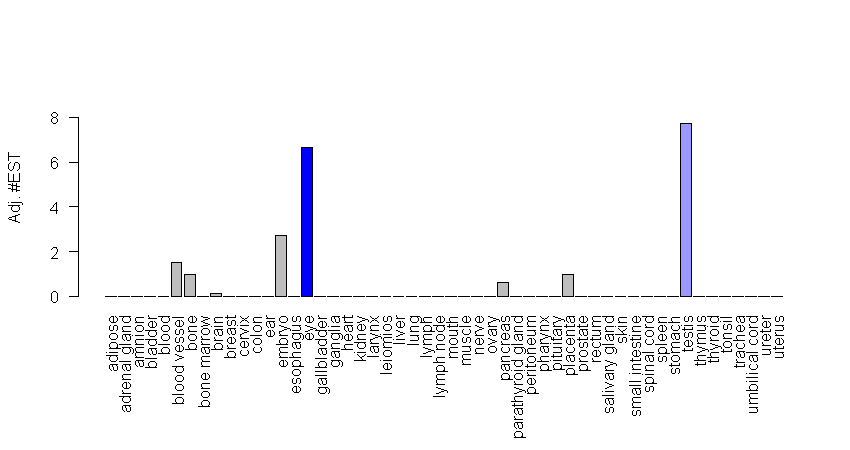 Adj. #EST
8
6
4
2
0
adipose
adrenal gland
amnion
bladder
blood
blood vessel
bone
bone marrow
brain
breast
cervix
colon
ear
embryo
esophagus
eye
gallbladder
ganglia
heart
kidney
larynx
leiomios
liver
lung
lymph
lymph node
mouth
muscle
nerve
ovary
pancreas
parathyroid gland
peritoneum
pharynx
pituitary
placenta
prostate
rectum
salivary gland
skin
small intestine
spinal cord
spleen
stomach
testis
thymus
thyroid
tonsil
trachea
umbilical cord
ureter
uterus